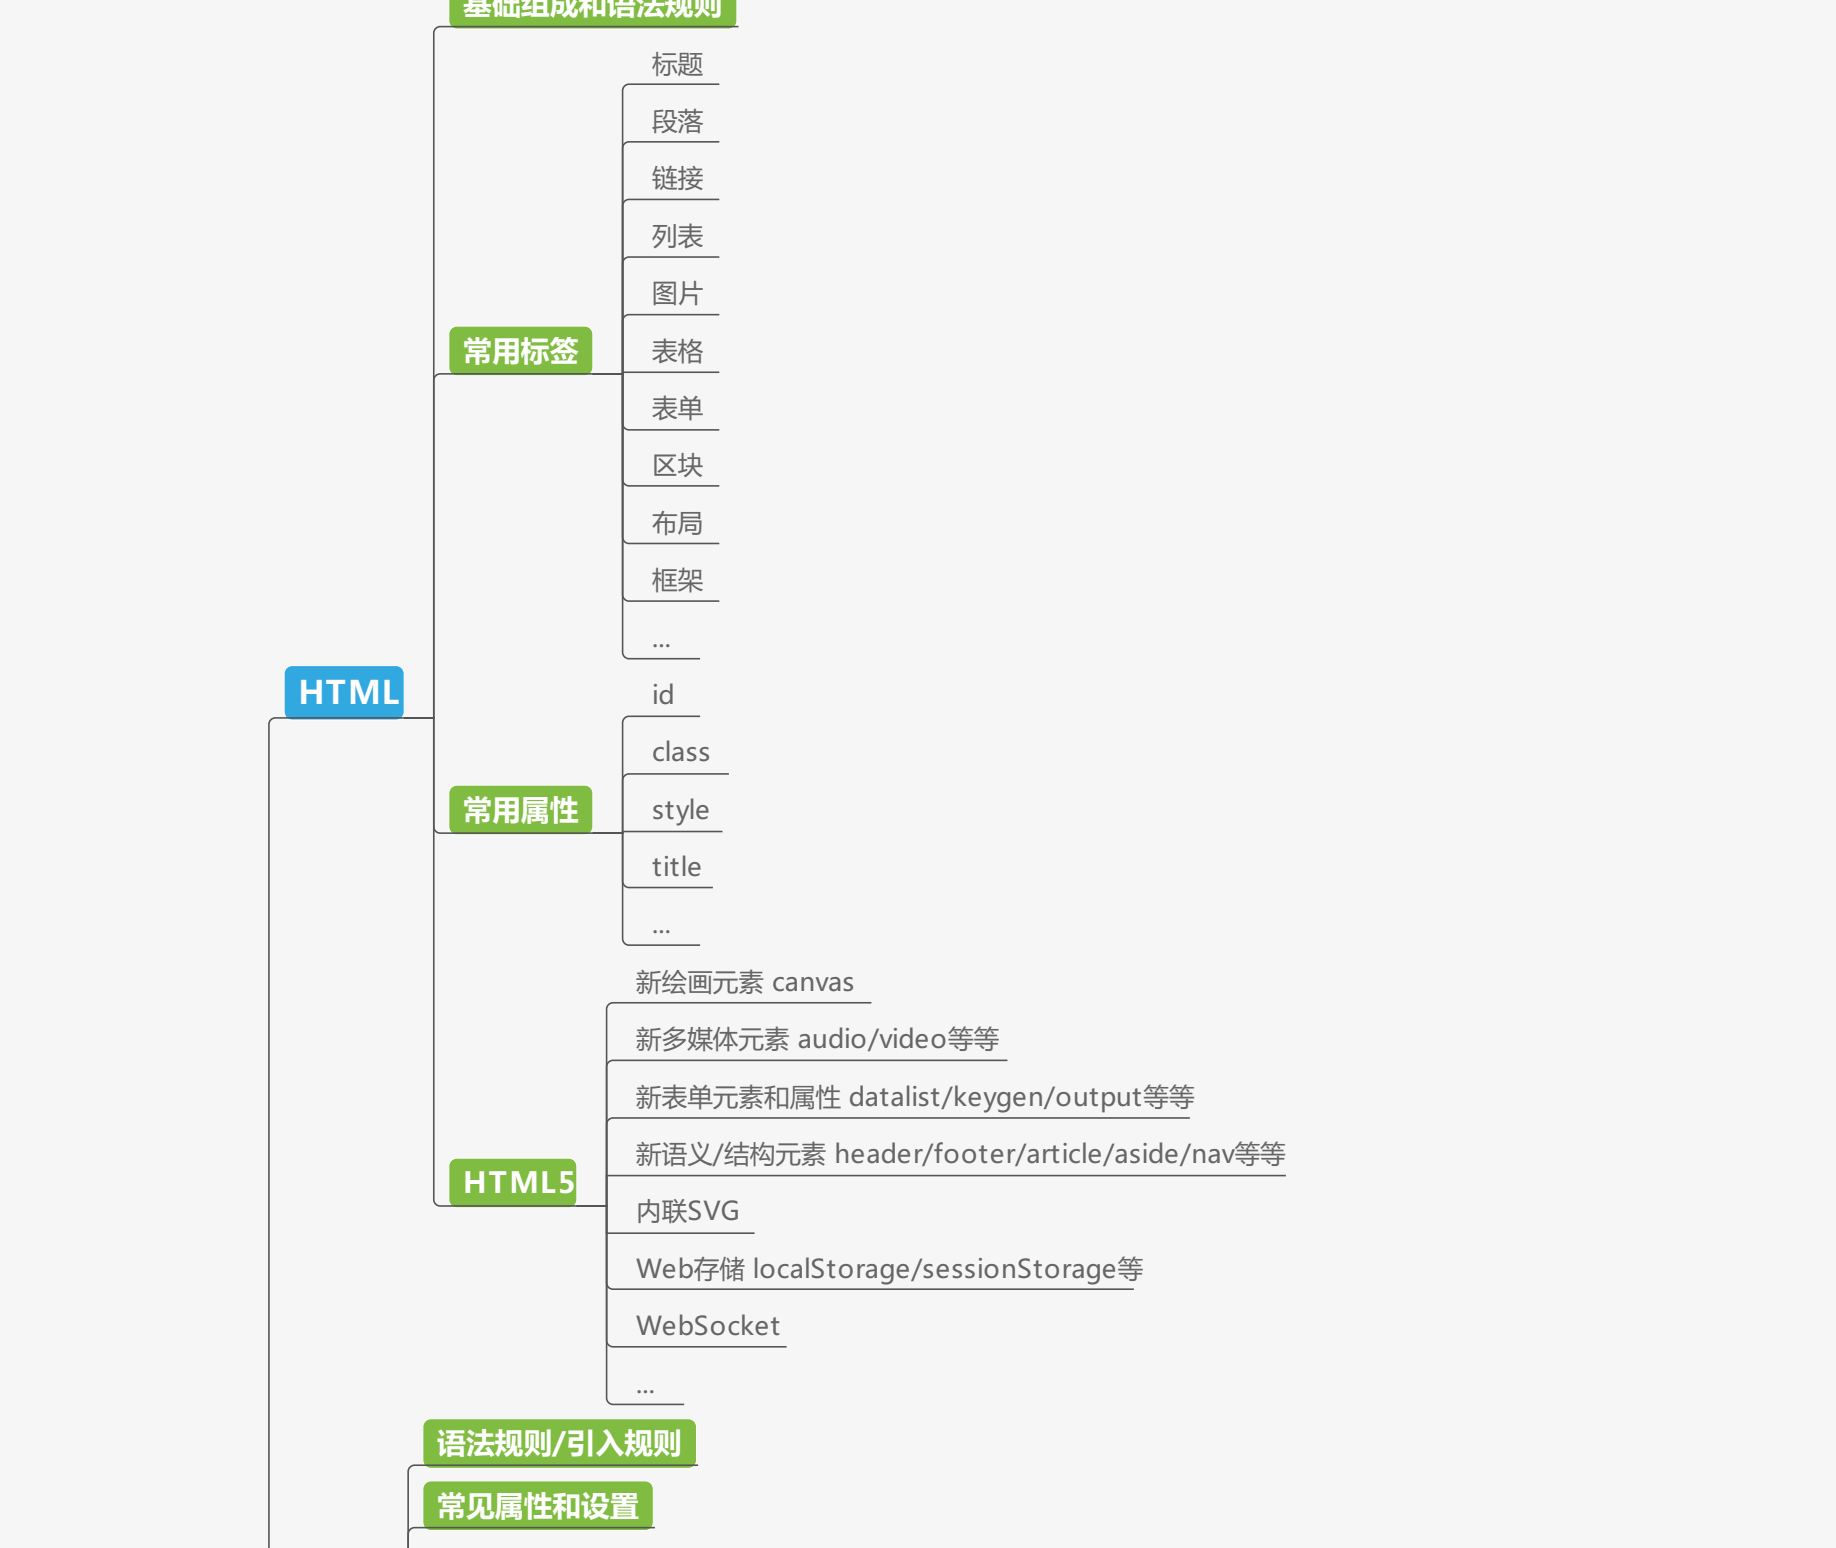 基础组成和语法规则
标题
段落
链接
列表
图片
常用标签
表格
表单
区块
布局
框架
...
HTML
id
class
常用属性
style
title
...
新绘画元素 canvas
新多媒体元素 audio/video等等
新表单元素和属性 datalist/keygen/output等等
新语义/结构元素 header/footer/article/aside/nav等等
HTML5
内联SVG
Web存储 localStorage/sessionStorage等
WebSocket
...
语法规则/引入规则
常见属性和设置